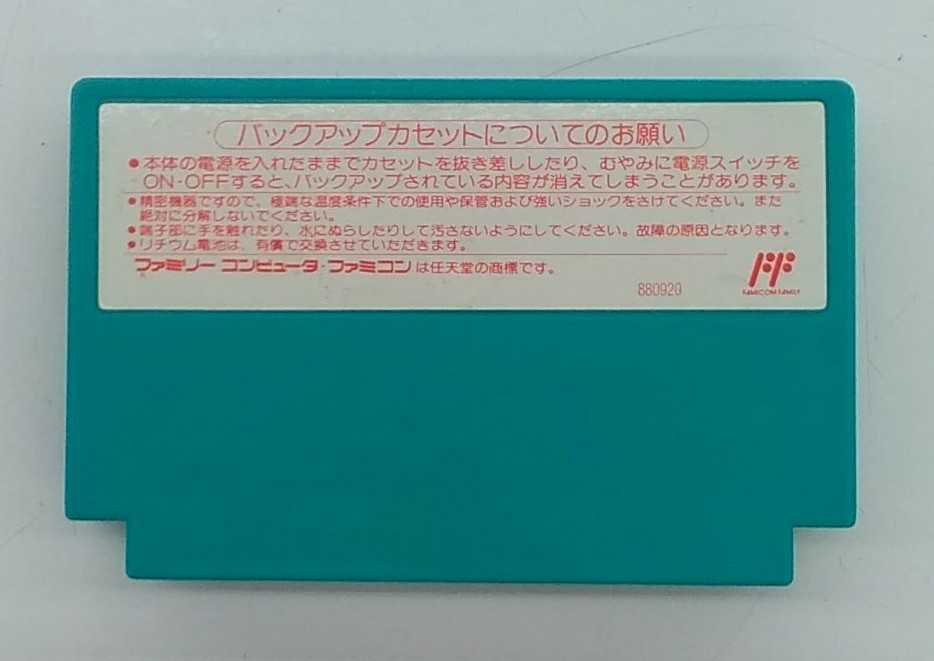 バックアップカセットについてのお願い
●本体の電源を入れたままでカセットを抜き差ししたり、むやみに電源スイッチを
ON-OFFすると、バックアップされている内容が消えてしまうことがあります。
●精密機器ですので、極端な温度条件下での使用や保管および強いショックをさけてください。また
絶対に分解しないでください。
●端子部に手を触れたり、水にぬらしたりして汚さないようにしてください。故障の原因となります。
●リチウム電池は、有償で交換させていただきます。
ファミリーコンピュータ・ファミコンは任天堂の商標です。
880920
FAMICOM FAMILY